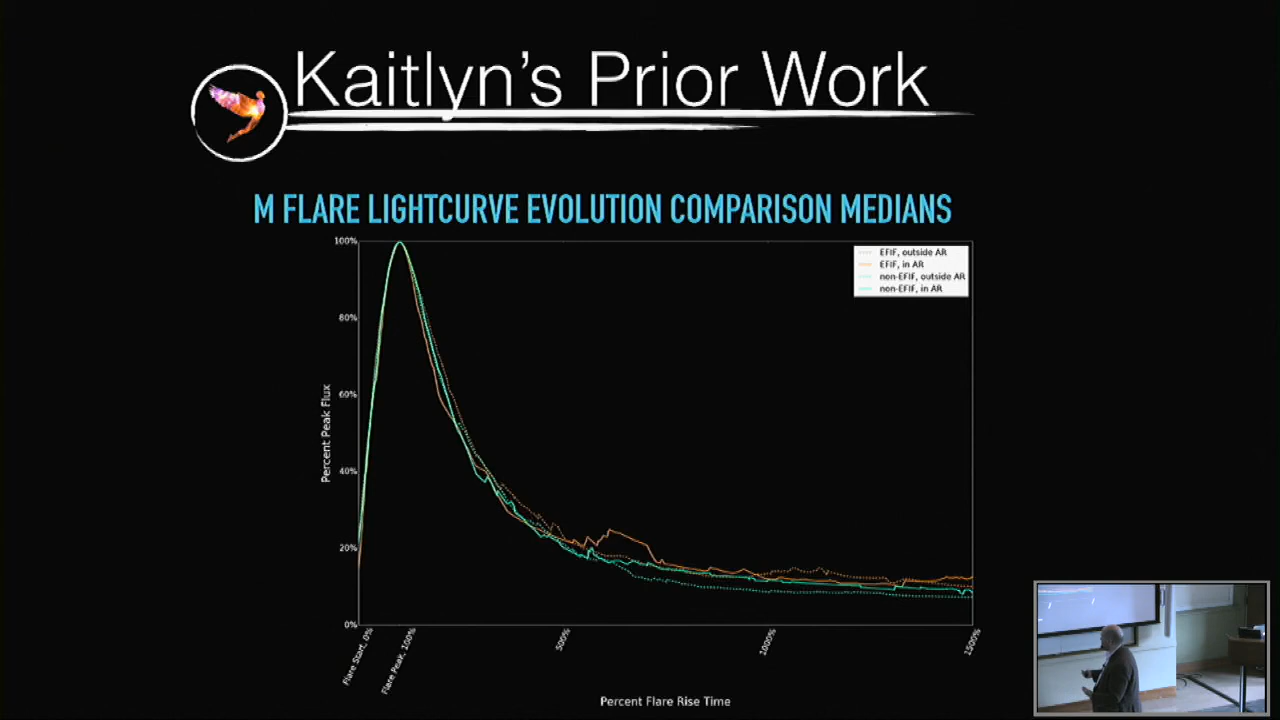 Kaitlyn's Prior Work
M FLARE LIGHTCURVE EVOLUTION COMPARISON MEDIANS
EFIF, outside AR
EFIF, in AR
non-EFIF, outside AR
non-EFIF, in AR
100%
80%
60%
40%
20%
0%
Percent Peak Flux
Flare Start, 0%
Flare Peak, 100%
500%
1000%
1500%
Percent Flare Rise Time